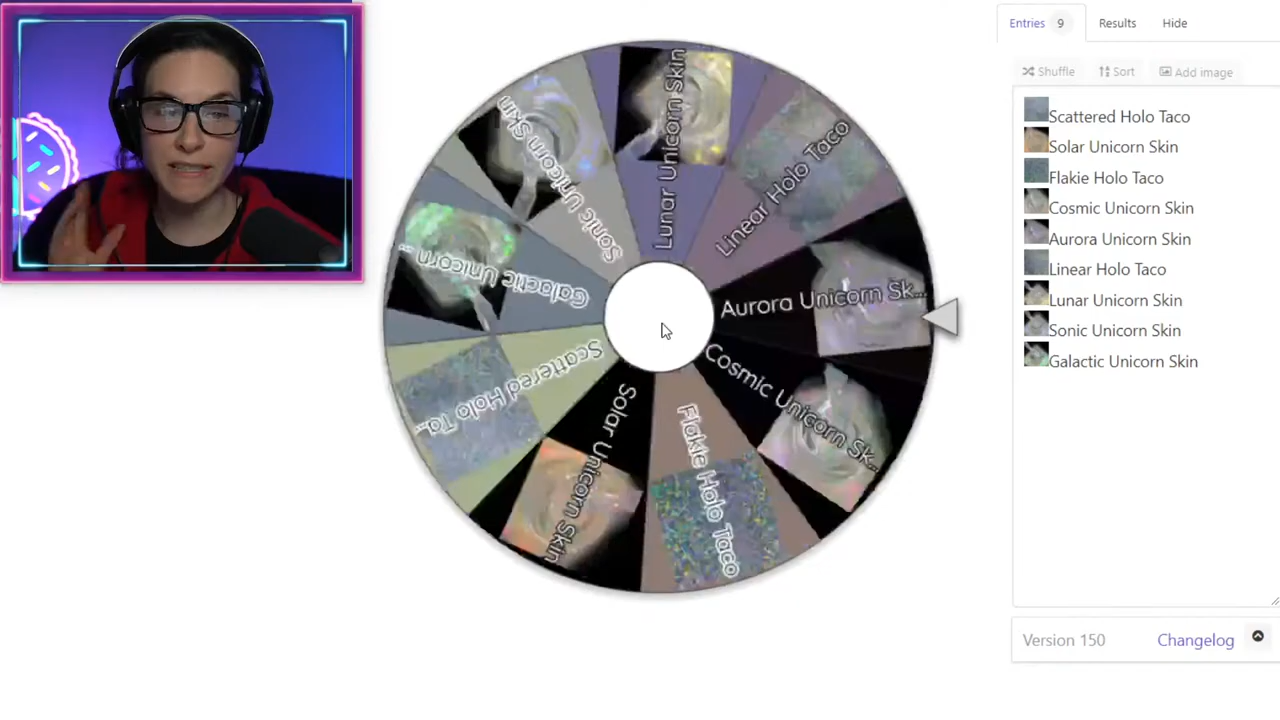 Entries 9 Results Hide
Shuffle Sort Add image
Scattered Holo Taco
Solar Unicorn Skin
Flakie Holo Taco
Cosmic Unicorn Skin
Aurora Unicorn Skin
Linear Holo Taco
Lunar Unicorn Skin
Sonic Unicorn Skin
Galactic Unicorn Skin
Version 150 Changelog
Lunar Unicorn Skin
Linear Holo Taco
Aurora Unicorn Sk...
Cosmic Unicorn Sk...
Flakie Holo Taco
Solar Unicorn Skin
Scattered Holo Ta...
Galactic Unicorn ...
Sonic Unicorn Skin